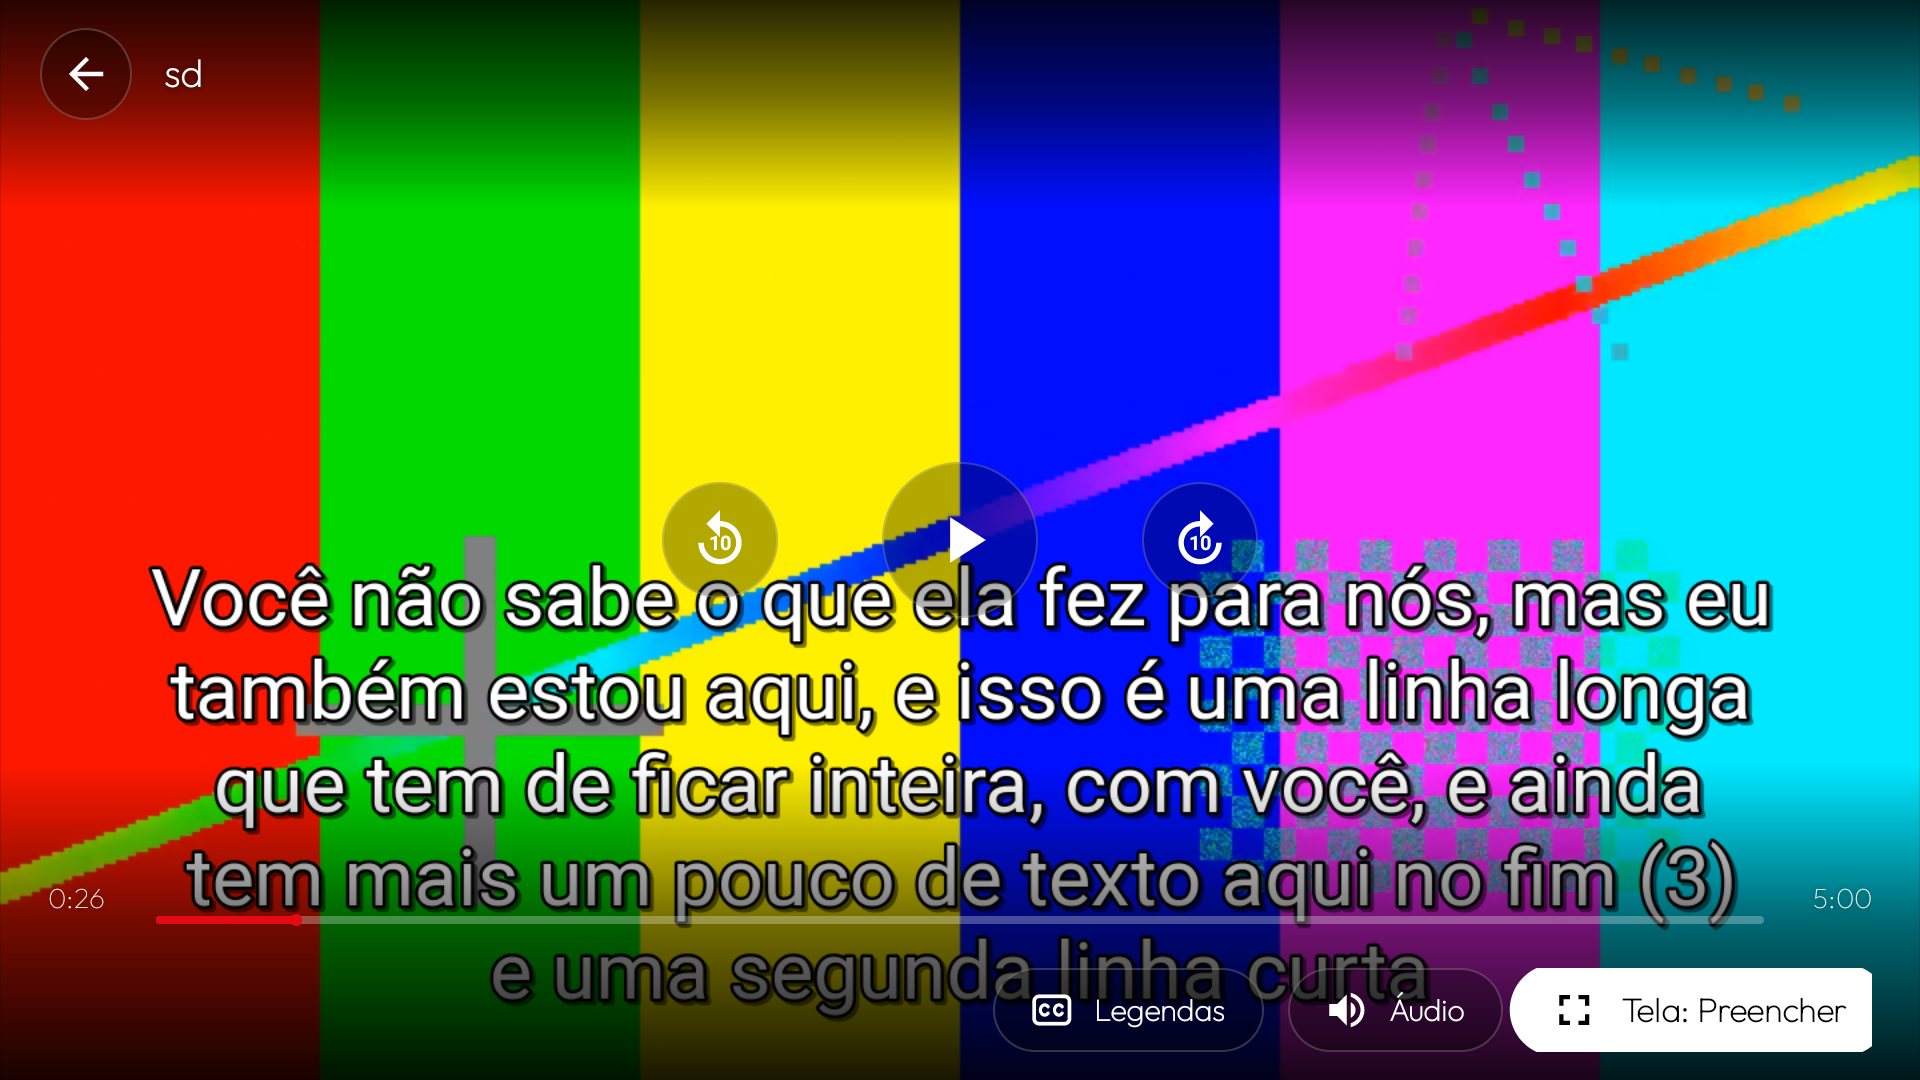 sd
10
10
Você não sabe o que ela fez para nós, mas eu
também estou aqui, e isso é uma linha longa
que tem de ficar inteira, com você, e ainda
tem mais um pouco de texto aqui no fim (3)
e uma segunda linha curta
0:26
5:00
CC Legendas
Áudio
Tela: Preencher